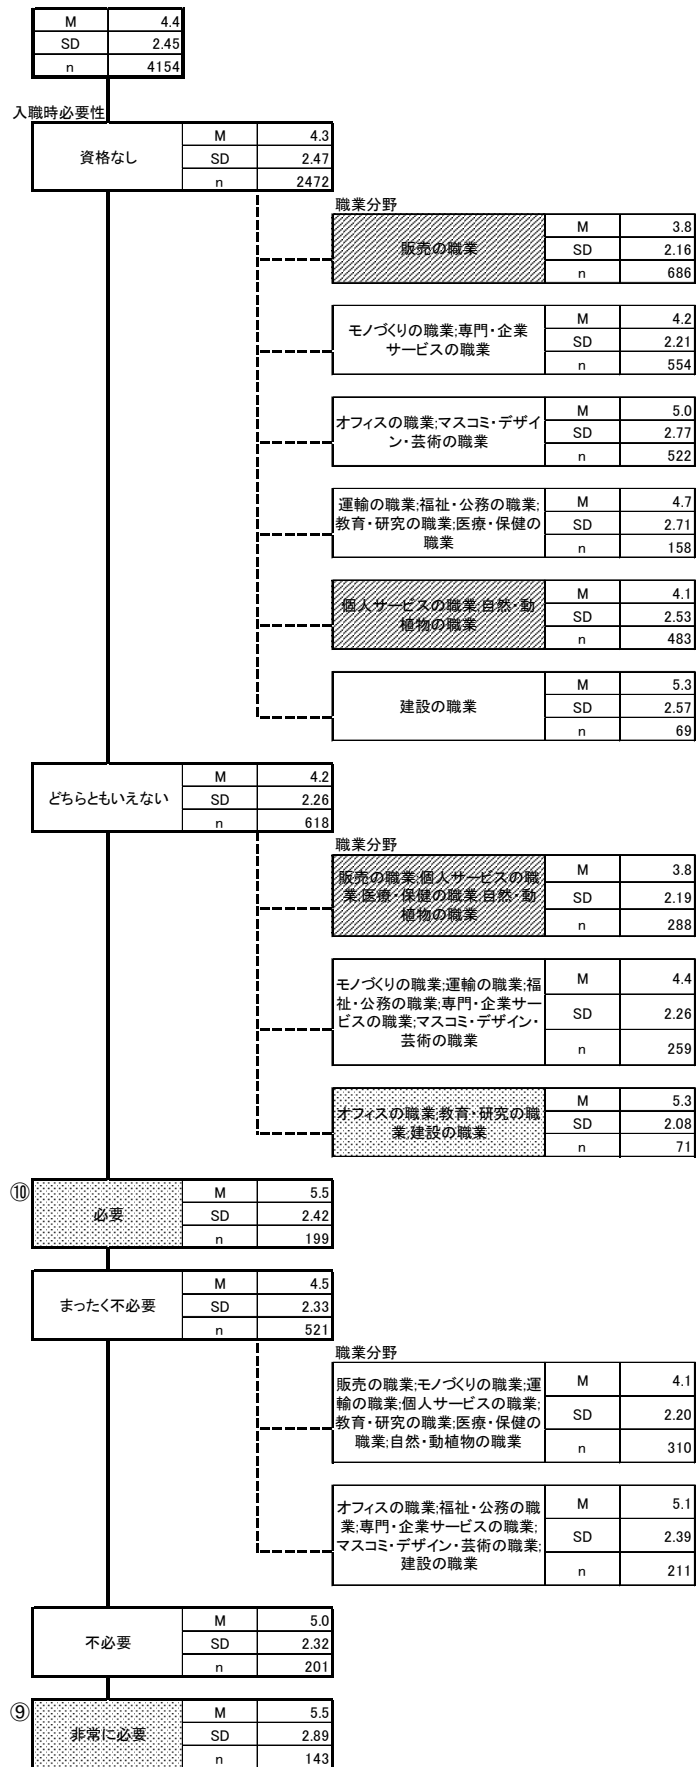 M 4.4
SD 2.45
n 4154
入職時必要性
資格なし
M 4.3
SD 2.47
n 2472
職業分野
販売の職業
M 3.8
SD 2.16
n 686
モノづくりの職業;専門・企業
サービスの職業
M 4.2
SD 2.21
n 554
オフィスの職業;マスコミ・デザイ
ン・芸術の職業
M 5.0
SD 2.77
n 522
運輸の職業;福祉・公務の職業;
教育・研究の職業;医療・保健の
職業
M 4.7
SD 2.71
n 158
個人サービスの職業;自然・動
植物の職業
M 4.1
SD 2.53
n 483
建設の職業
M 5.3
SD 2.57
n 69
どちらともいえない
M 4.2
SD 2.26
n 618
職業分野
販売の職業;個人サービスの職
業;医療・保健の職業;自然・動
植物の職業
M 3.8
SD 2.19
n 288
モノづくりの職業;運輸の職業;福
祉・公務の職業;専門・企業サー
ビスの職業;マスコミ・デザイン・
芸術の職業
M 4.4
SD 2.26
n 259
オフィスの職業;教育・研究の職
業;建設の職業
M 5.3
SD 2.08
n 71
⑩
必要
M 5.5
SD 2.42
n 199
まったく不必要
M 4.5
SD 2.33
n 521
職業分野
販売の職業;モノづくりの職業;運
輸の職業;個人サービスの職業;
教育・研究の職業;医療・保健の
職業;自然・動植物の職業
M 4.1
SD 2.20
n 310
オフィスの職業;福祉・公務の職
業;専門・企業サービスの職業;
マスコミ・デザイン・芸術の職業;
建設の職業
M 5.1
SD 2.39
n 211
不必要
M 5.0
SD 2.32
n 201
⑨
非常に必要
M 5.5
SD 2.89
n 143